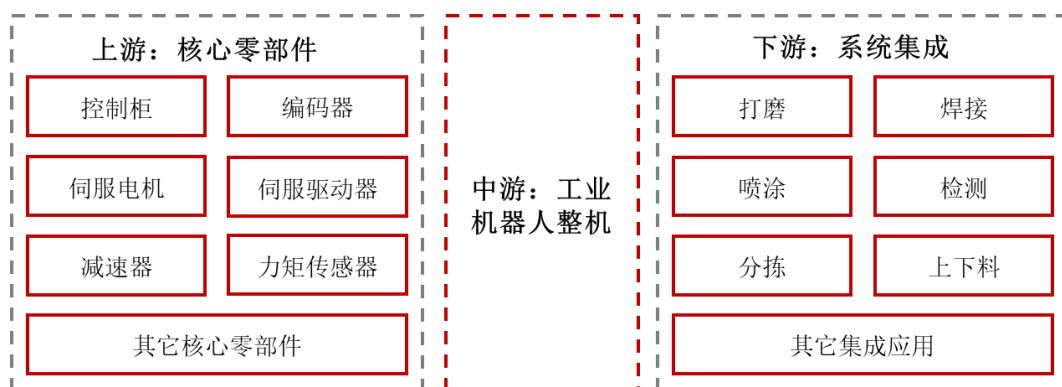 上游：核心零部件
控制柜
编码器
伺服电机
伺服驱动器
减速器
力矩传感器
其它核心零部件
中游：工业
机器人整机
下游：系统集成
打磨
焊接
喷涂
检测
分拣
上下料
其它集成应用